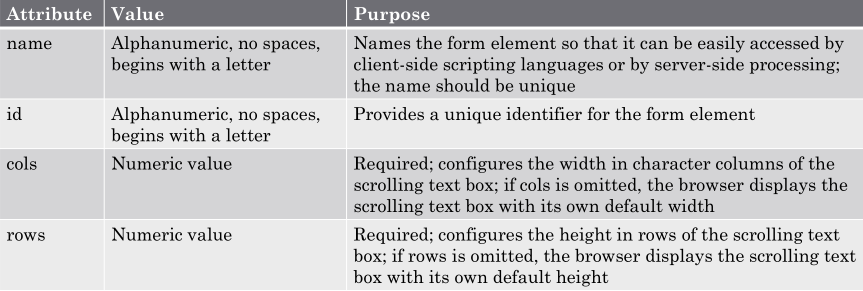 Attribute Value Purpose
name Alphanumeric, no spaces, Names the form element so that it can be easily accessed by
begins with a letter client-side scripting languages or by server-side processing;
the name should be unique
id Alphanumeric, no spaces, Provides a unique identifier for the form element
begins with a letter
cols Numeric value Required; configures the width in character columns of the
scrolling text box; if cols is omitted, the browser displays the
scrolling text box with its own default width
rows Numeric value Required; configures the height in rows of the scrolling text
box; if rows is omitted, the browser displays the scrolling text
box with its own default height